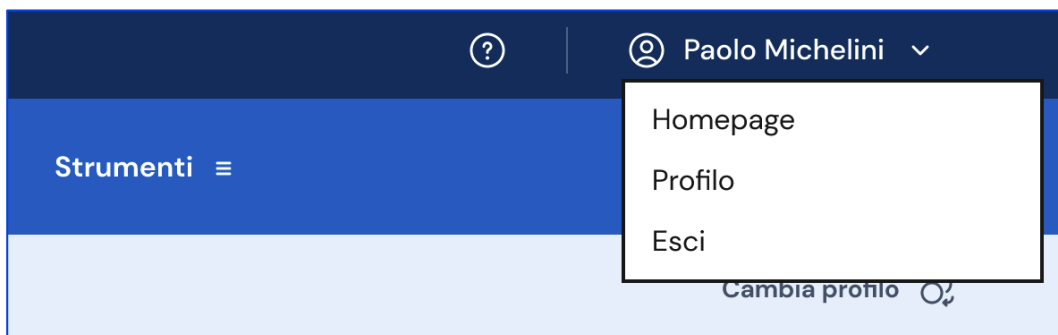 Paolo Michelini
Homepage
Strumenti
Profilo
Esci
Cambia profilo